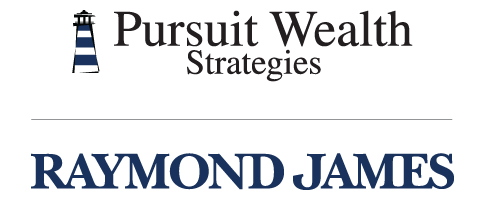 Pursuit Wealth
Strategies
RAYMOND JAMES